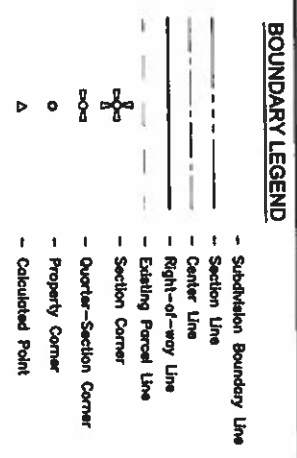 BOUNDARY LEGEND
- Subdivision Boundary Line
- Section Line
- Center Line
- Right-of-way Line
- Existing Parcel Line
- Section Corner
- Quarter-Section Corner
- Property Corner
- Calculated Point